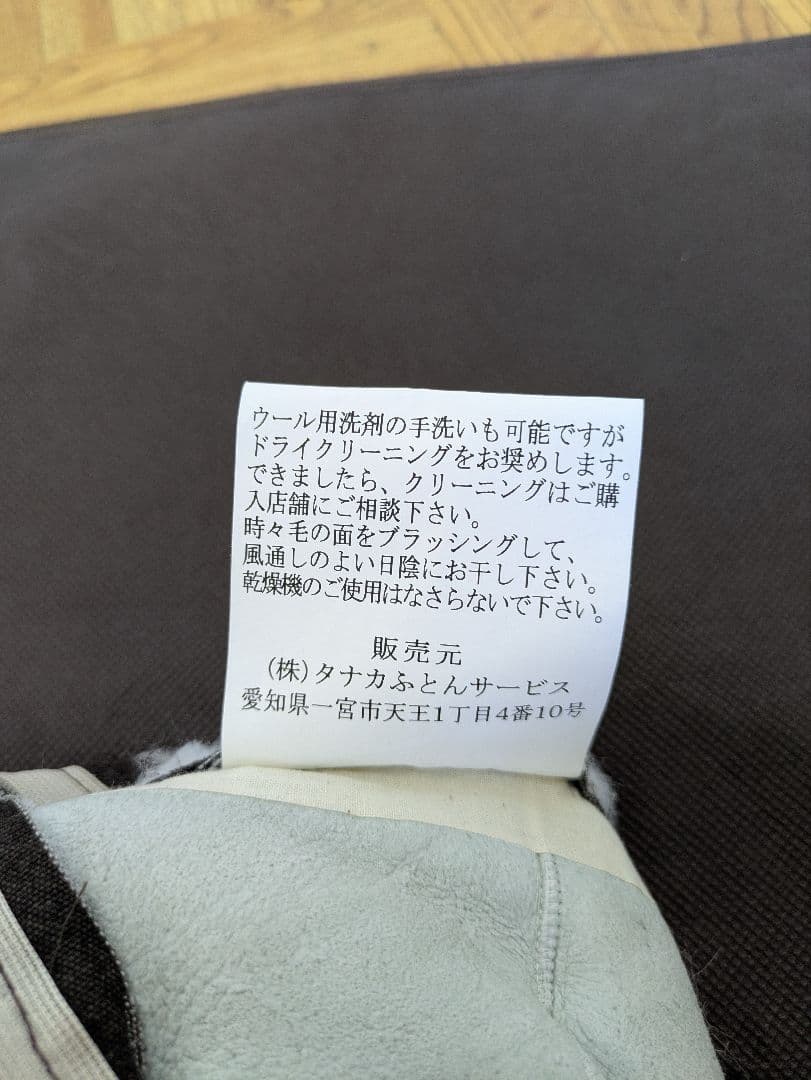 ウール用洗剤の手洗いも可能ですが
ドライクリーニングをお奨めします。
できましたら、クリーニングはご購
入店舗にご相談下さい。
時々毛の面をブラッシングして、
風通しのよい日陰にお干し下さい。
乾燥機のご使用はなさらないで下さい。
販売元
(株)タナカふとんサービス
愛知県一宮市天王1丁目4番10号